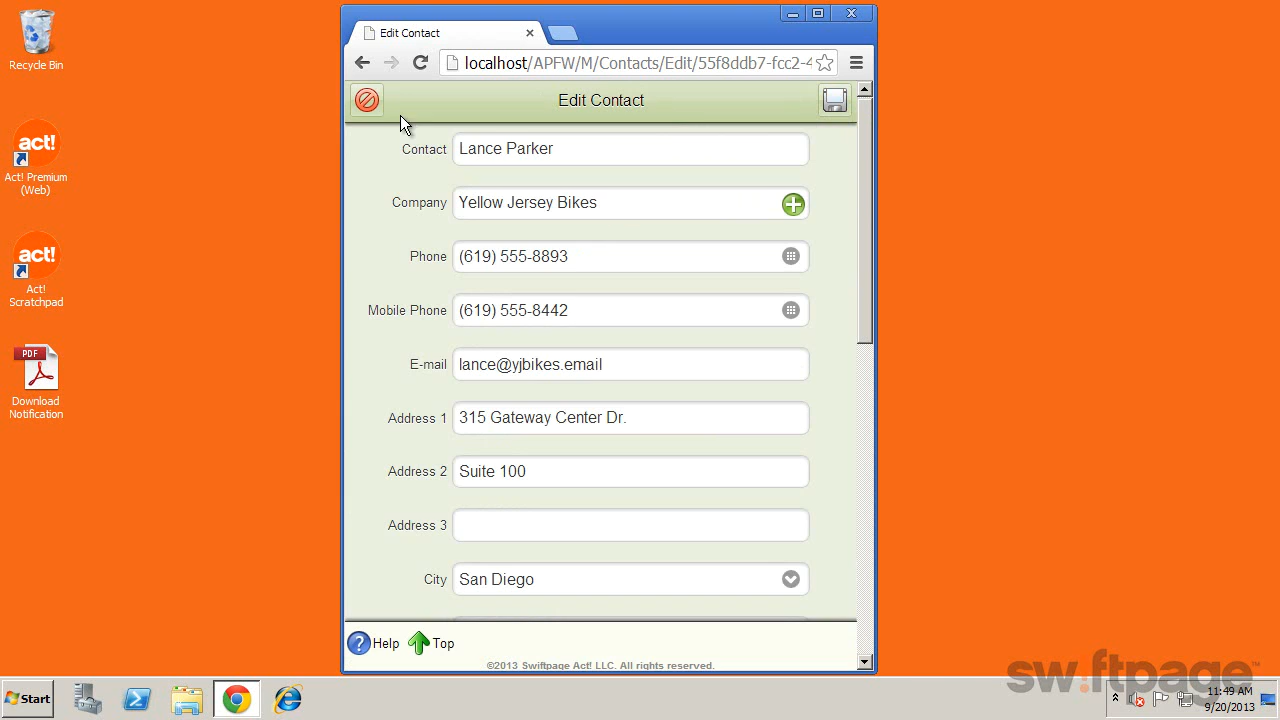 Recycle Bin
act!
Act! Premium
(Web)
act!
Act!
Scratchpad
PDF
Download
Notification
Edit Contact
localhost/APFW/M/Contacts/Edit/55f8ddb7-fcc2-4
Edit Contact
Contact Lance Parker
Company Yellow Jersey Bikes
Phone (619) 555-8893
Mobile Phone (619) 555-8442
E-mail lance@yjbikes.email
Address 1 315 Gateway Center Dr.
Address 2 Suite 100
Address 3
City San Diego
? Help Top
©2013 Swiftpage Act! LLC. All rights reserved.
swiftpage™
Start
11:49 AM
9/20/2013